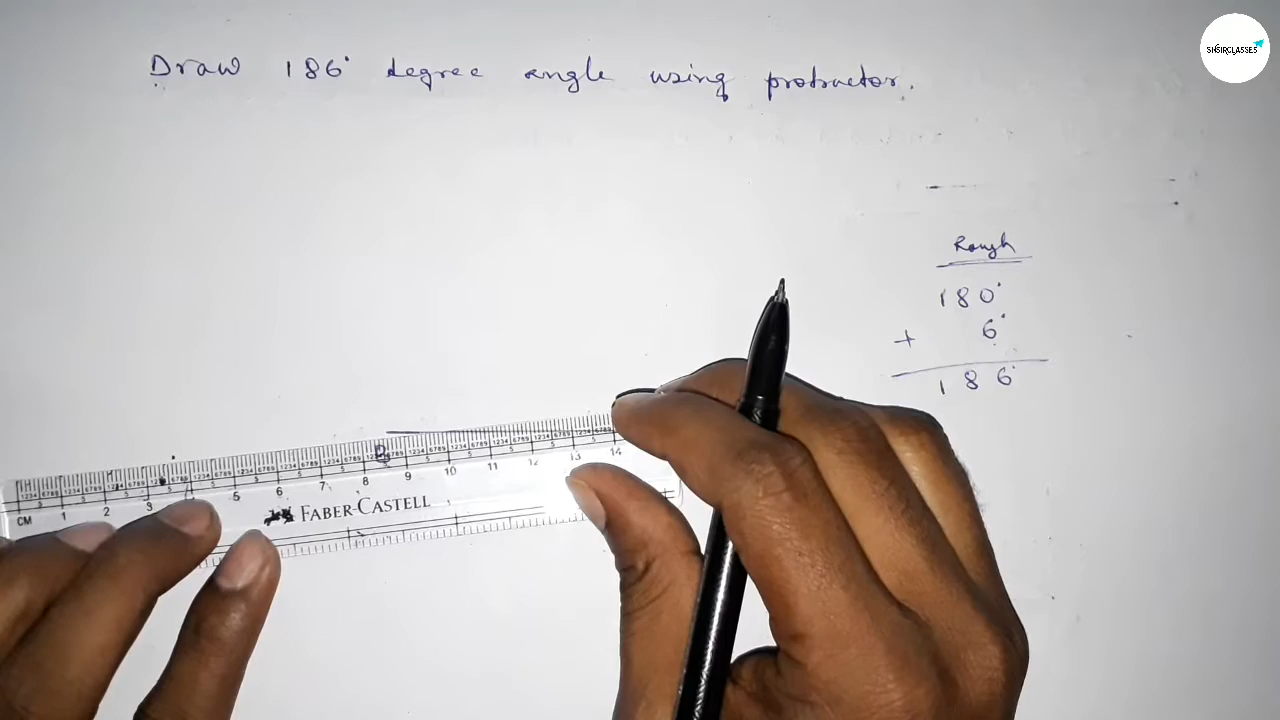 SHSIRCLASSES
Draw 186° degree angle using protractor.
Rough
180°
+ 6°
186°
B
FABER-CASTELL
CM 1 2 3 4 5 6 7 8 9 10 11 12 13 14